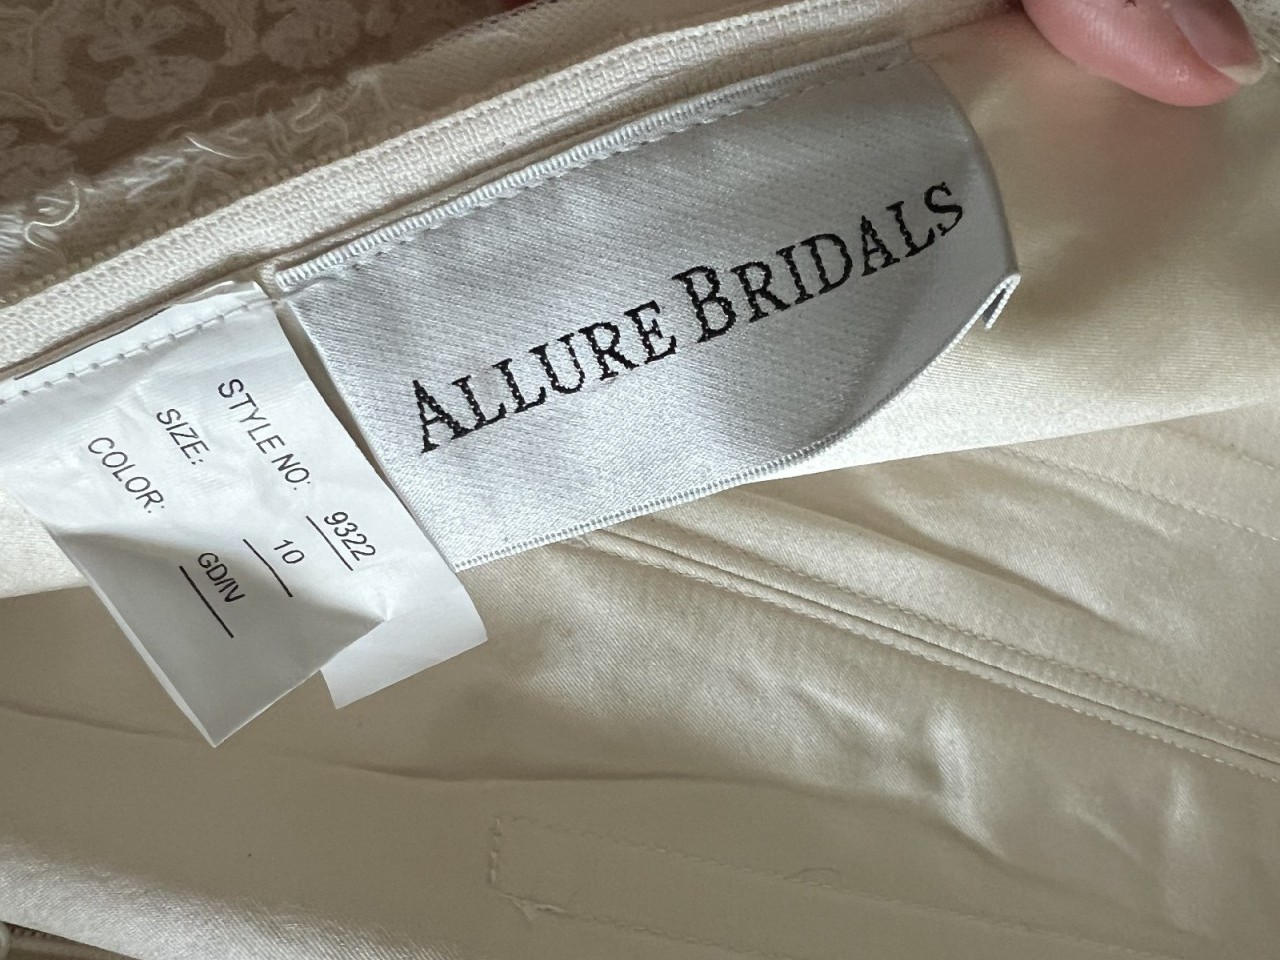 ALLURE BRIDALS
STYLE NO: 9322
SIZE: 10
COLOR: GD/IV